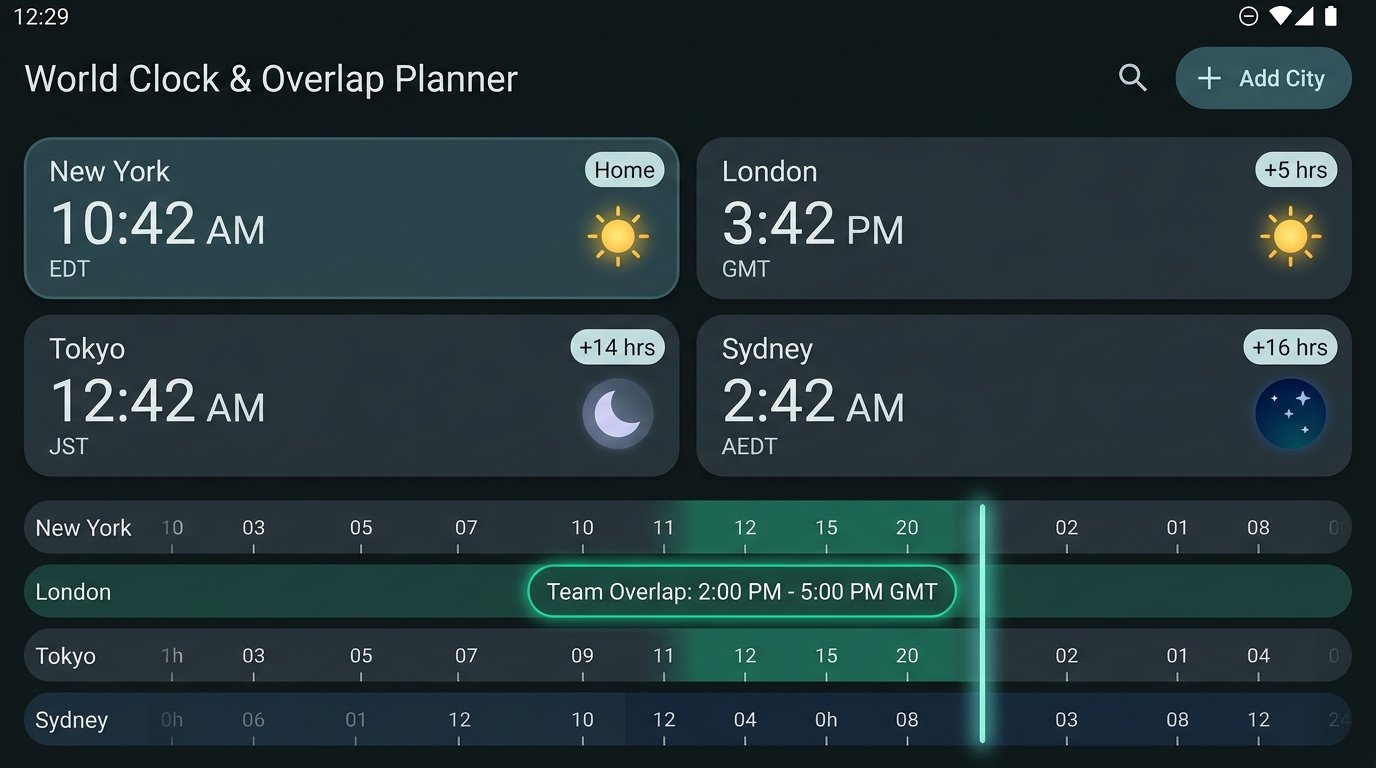 12:29
World Clock & Overlap Planner
Add City
New York
Home
10:42 AM
EDT
London
+5 hrs
3:42 PM
GMT
Tokyo
+14 hrs
12:42 AM
JST
Sydney
+16 hrs
2:42 AM
AEDT
New York 10 03 05 07 10 11 12 15 20 02 01 08
London Team Overlap: 2:00 PM - 5:00 PM GMT
Tokyo 1h 03 05 07 09 11 12 15 20 02 01 04
Sydney 0h 06 01 12 10 12 04 0h 08 03 08 12 24